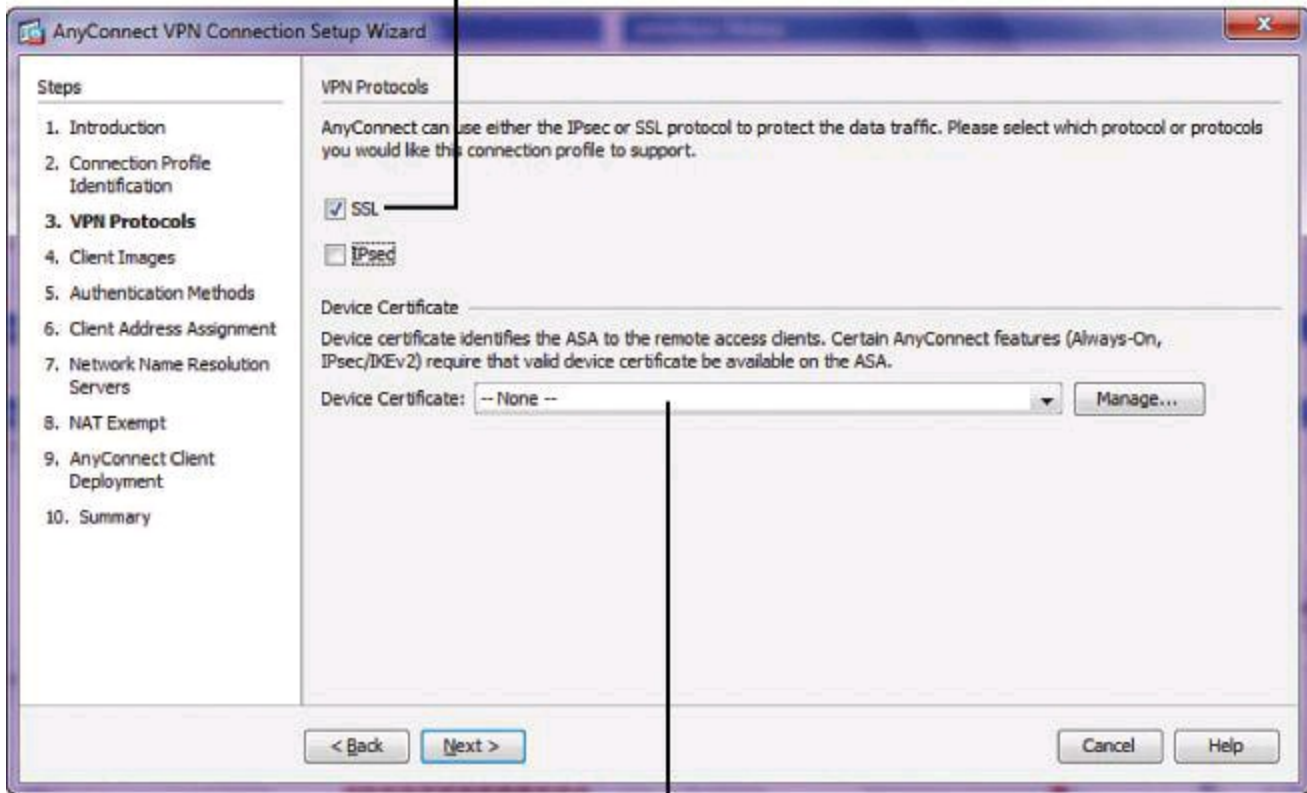 AnyConnect VPN Connection Setup Wizard
Steps
1. Introduction
2. Connection Profile
Identification
3. VPN Protocols
4. Client Images
5. Authentication Methods
6. Client Address Assignment
7. Network Name Resolution
Servers
8. NAT Exempt
9. AnyConnect Client
Deployment
10. Summary
VPN Protocols
AnyConnect can use either the IPsec or SSL protocol to protect the data traffic. Please select which protocol or protocols
you would like this connection profile to support.
SSL
IPsec
Device Certificate
Device certificate identifies the ASA to the remote access clients. Certain AnyConnect features (Always-On,
IPsec/IKEv2) require that valid device certificate be available on the ASA.
Device Certificate: -- None -- Manage...
< Back Next > Cancel Help